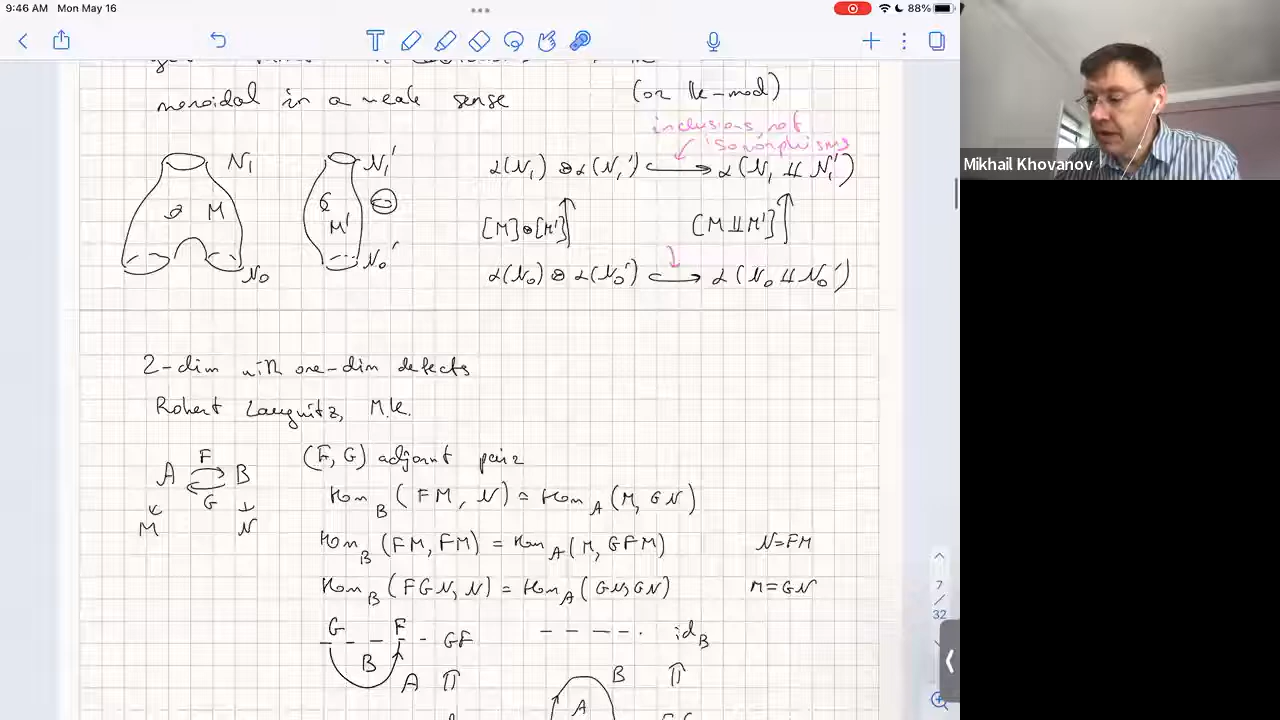 9:46 AM Mon May 16
88%
monoidal in a weak sense
(or lk-mod)
inclusions not
isomorphisms
N₁
M
N₀
N₁'
M'
N₀'
α(N₁) ⊗ α(N₁') ↪ α(N₁ ⊔ N₁')
[M]⊗[M'] ↑ [M ⊔ M'] ↑
α(N₀) ⊗ α(N₀') ↪ α(N₀ ⊔ N₀')
Mikhail Khovanov
2-dim with one-dim defects
Robert M.K.
F
A ⇄ B
G
M N
(F, G) adjoint pair
Hom_B (FM, N) ≅ Hom_A (M, GN)
Hom_B (FM, FM) = Hom_A (M, GFM) N=FM
Hom_B (FGN, N) = Hom_A (GN, GN) M=GN
G F GF
B
A
id_B
B
A
7
/
32